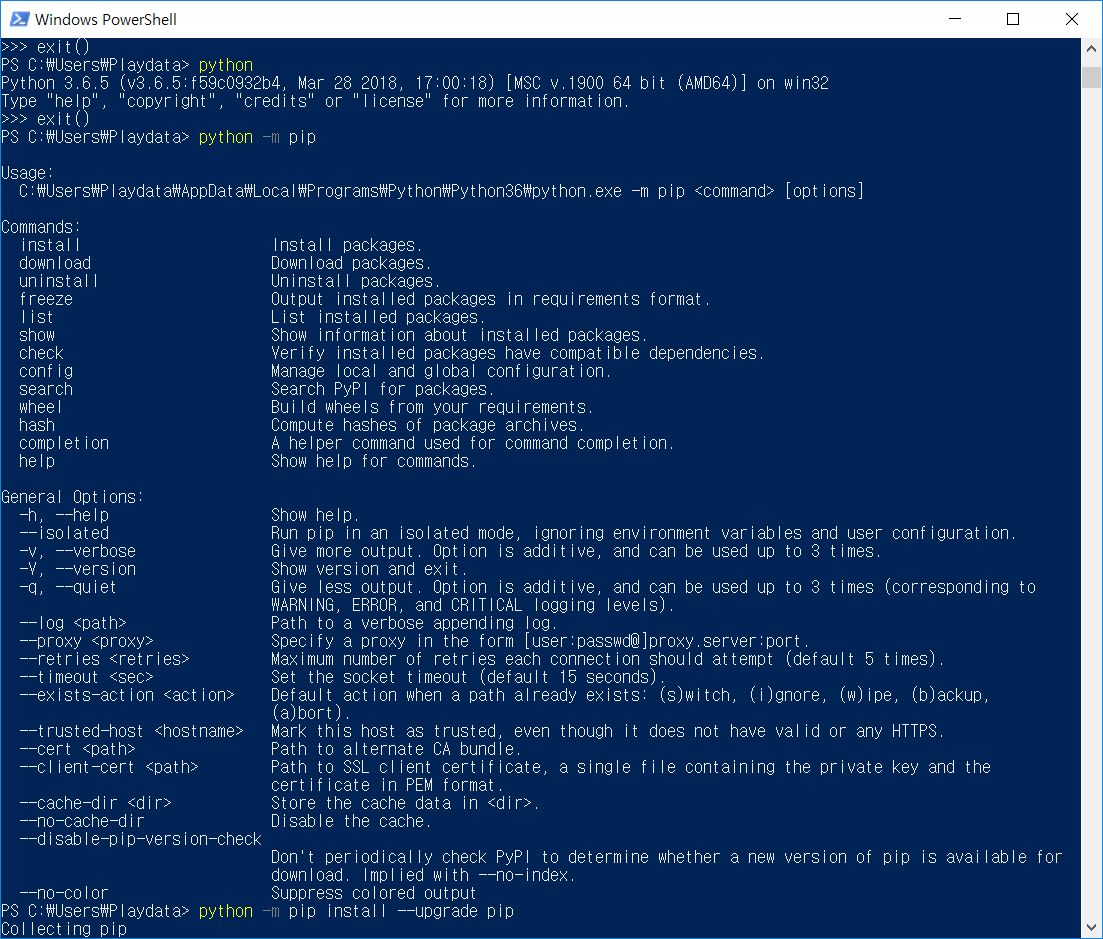 Windows PowerShell
>>> exit()
PS C:₩Users₩Playdata> python
Python 3.6.5 (v3.6.5:f59c0932b4, Mar 28 2018, 17:00:18) [MSC v.1900 64 bit (AMD64)] on win32
Type "help", "copyright", "credits" or "license" for more information.
>>> exit()
PS C:₩Users₩Playdata> python -m pip
Usage:
C:₩Users₩Playdata₩AppData₩Local₩Programs₩Python₩Python36₩python.exe -m pip <command> [options]
Commands:
install Install packages.
download Download packages.
uninstall Uninstall packages.
freeze Output installed packages in requirements format.
list List installed packages.
show Show information about installed packages.
check Verify installed packages have compatible dependencies.
config Manage local and global configuration.
search Search PyPI for packages.
wheel Build wheels from your requirements.
hash Compute hashes of package archives.
completion A helper command used for command completion.
help Show help for commands.
General Options:
-h, --help Show help.
--isolated Run pip in an isolated mode, ignoring environment variables and user configuration.
-v, --verbose Give more output. Option is additive, and can be used up to 3 times.
-V, --version Show version and exit.
-q, --quiet Give less output. Option is additive, and can be used up to 3 times (corresponding to
WARNING, ERROR, and CRITICAL logging levels).
--log <path> Path to a verbose appending log.
--proxy <proxy> Specify a proxy in the form [user:passwd@]proxy.server:port.
--retries <retries> Maximum number of retries each connection should attempt (default 5 times).
--timeout <sec> Set the socket timeout (default 15 seconds).
--exists-action <action> Default action when a path already exists: (s)witch, (i)gnore, (w)ipe, (b)ackup,
(a)bort).
--trusted-host <hostname> Mark this host as trusted, even though it does not have valid or any HTTPS.
--cert <path> Path to alternate CA bundle.
--client-cert <path> Path to SSL client certificate, a single file containing the private key and the
certificate in PEM format.
--cache-dir <dir> Store the cache data in <dir>.
--no-cache-dir Disable the cache.
--disable-pip-version-check
Don't periodically check PyPI to determine whether a new version of pip is available for
download. Implied with --no-index.
--no-color Suppress colored output
PS C:₩Users₩Playdata> python -m pip install --upgrade pip
Collecting pip